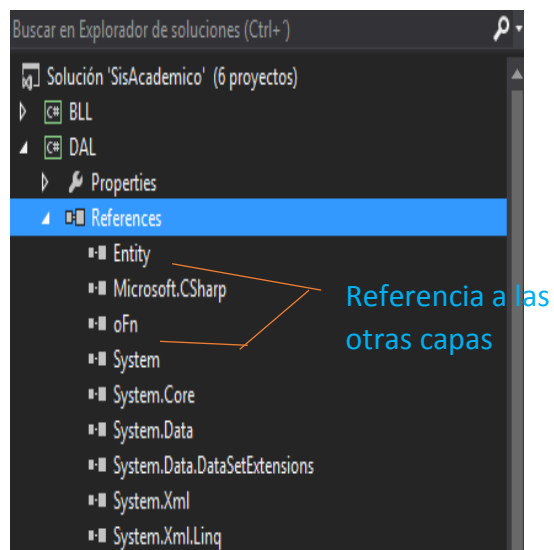 Buscar en Explorador de soluciones (Ctrl+´)
Solución 'SisAcademico' (6 proyectos)
C# BLL
C# DAL
Properties
References
Entity
Microsoft.CSharp
oFn
System
System.Core
System.Data
System.Data.DataSetExtensions
System.Xml
System.Xml.Linq
Referencia a las
otras capas